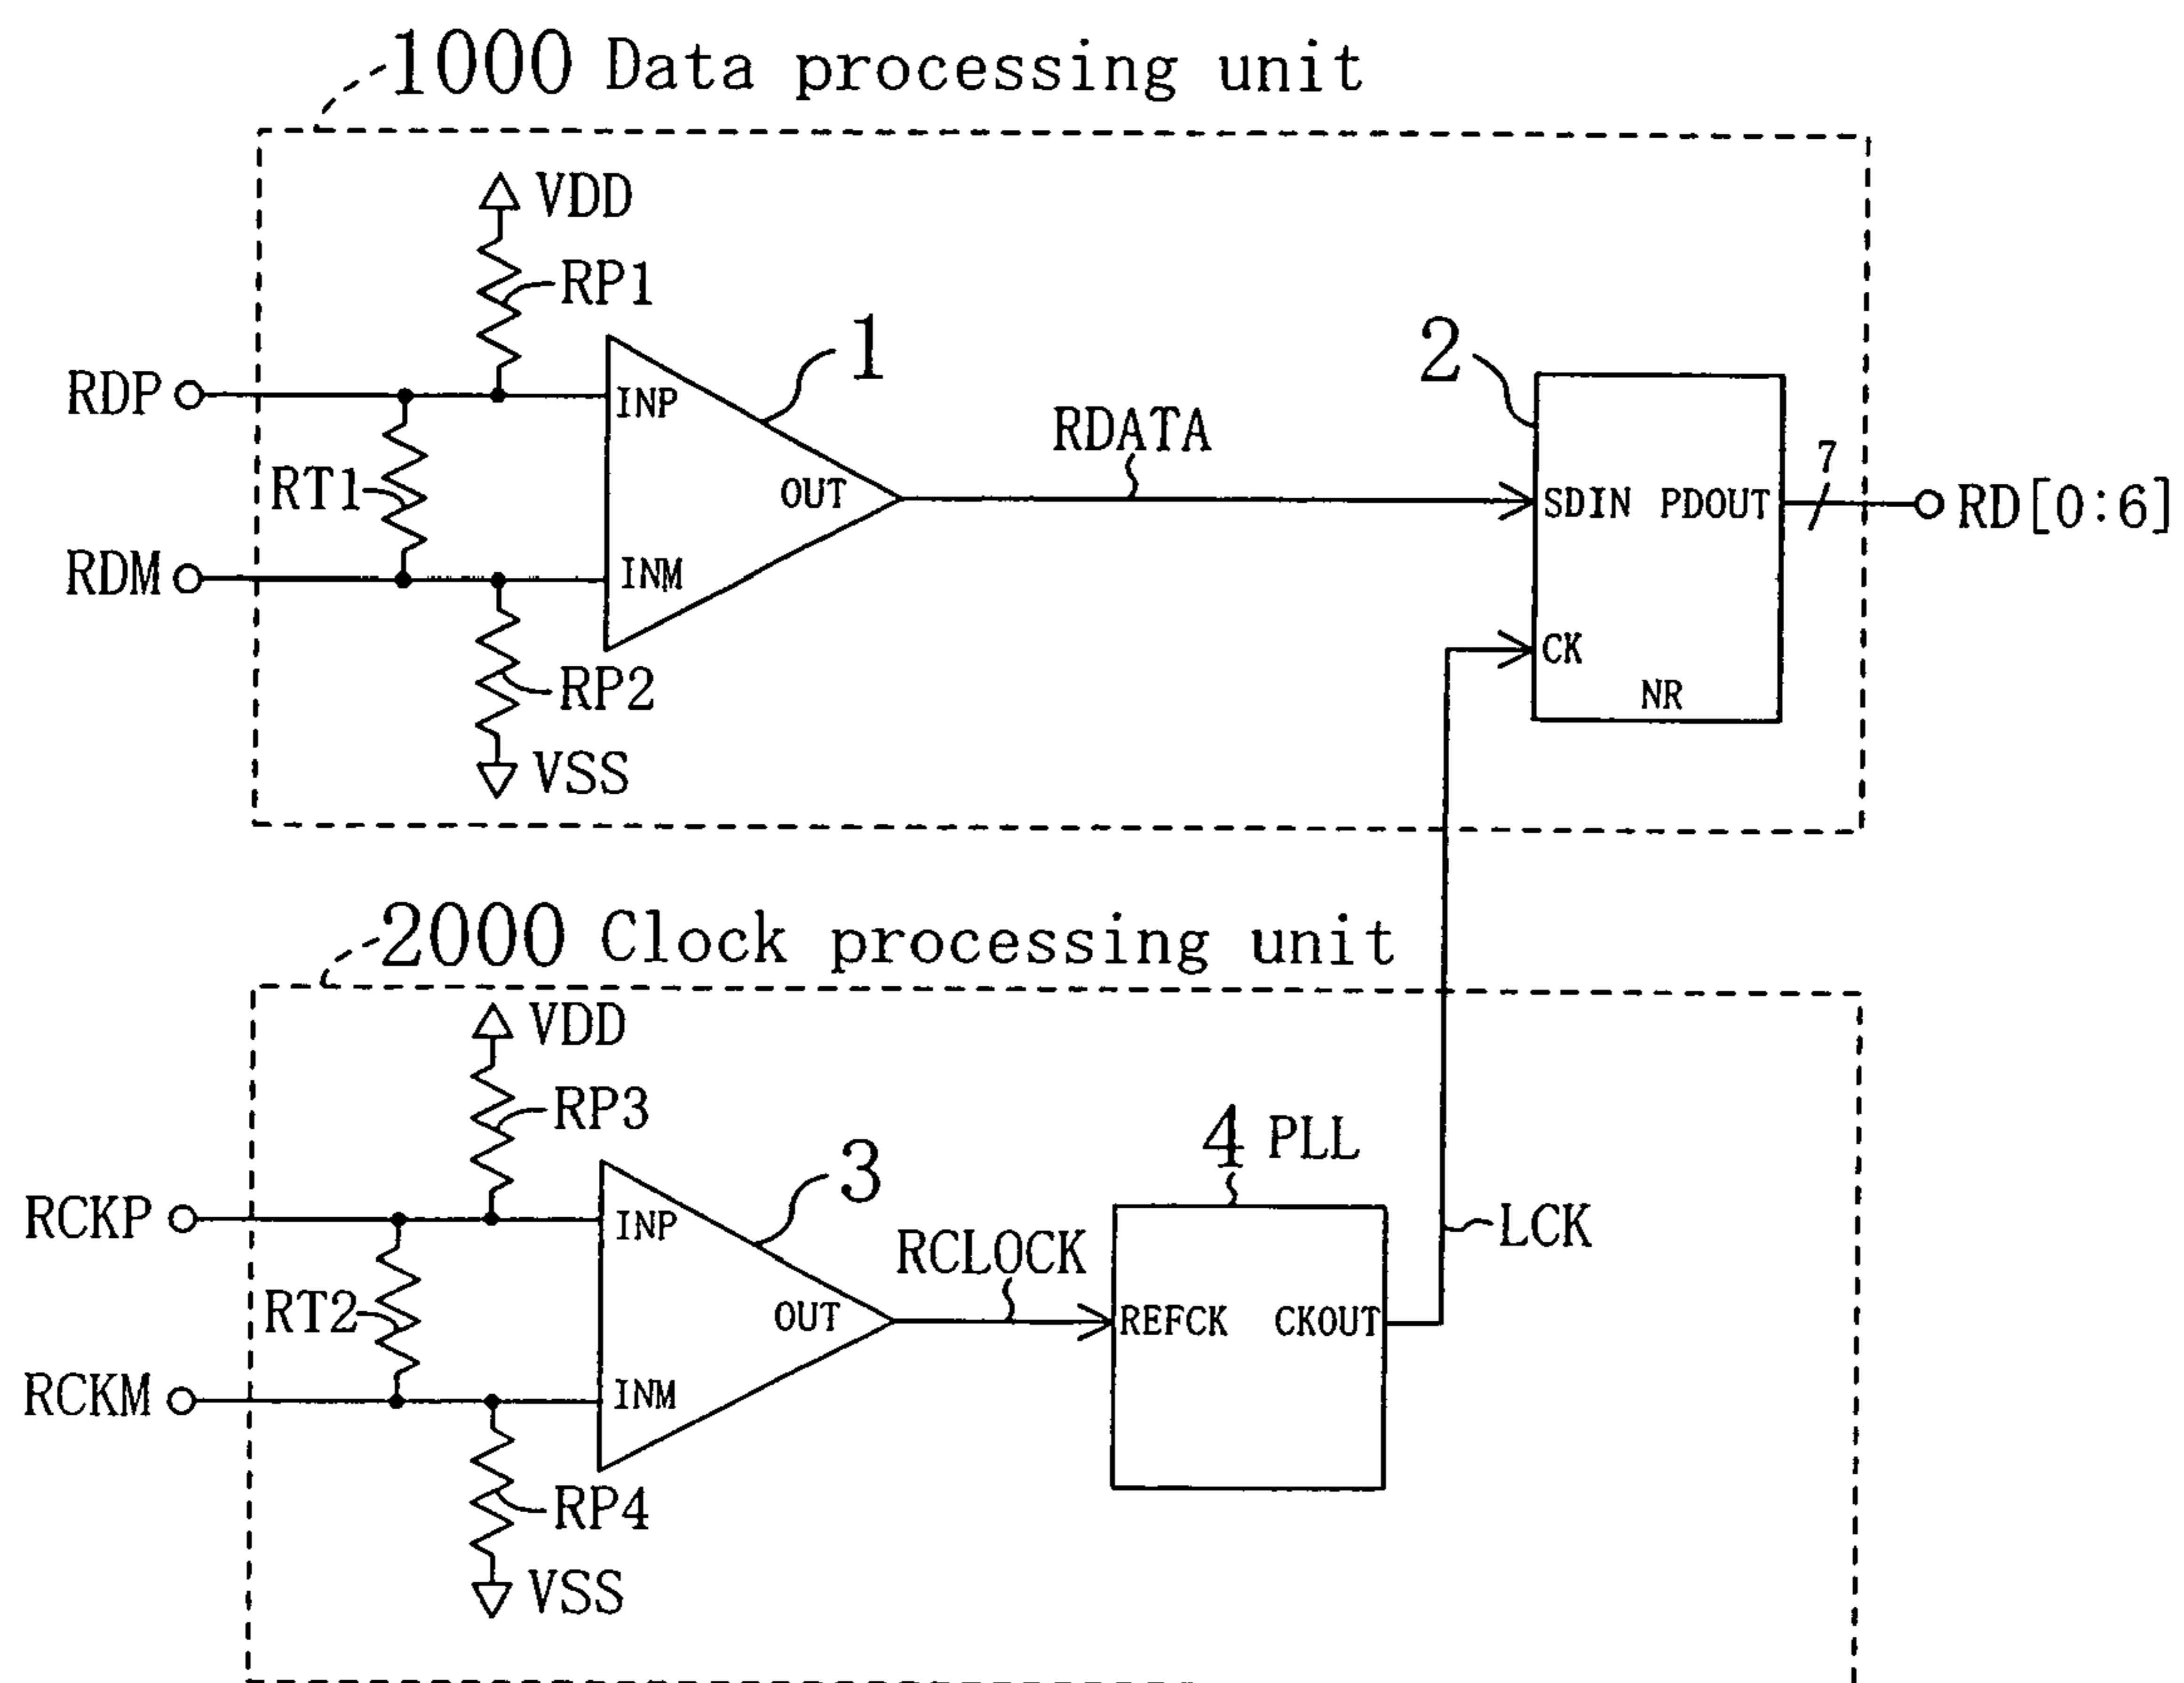 1000 Data processing unit
VDD
RP1
1
2
RDP
INP
RDATA
7
RT1
OUT
SDIN PDOUT
RD[0:6]
RDM
INM
CK
RP2
NR
VSS
2000 Clock processing unit
VDD
RP3
4 PLL
3
RCKP
INP
RCLOCK
LCK
RT2
OUT
REFCK CKOUT
RCKM
INM
RP4
VSS